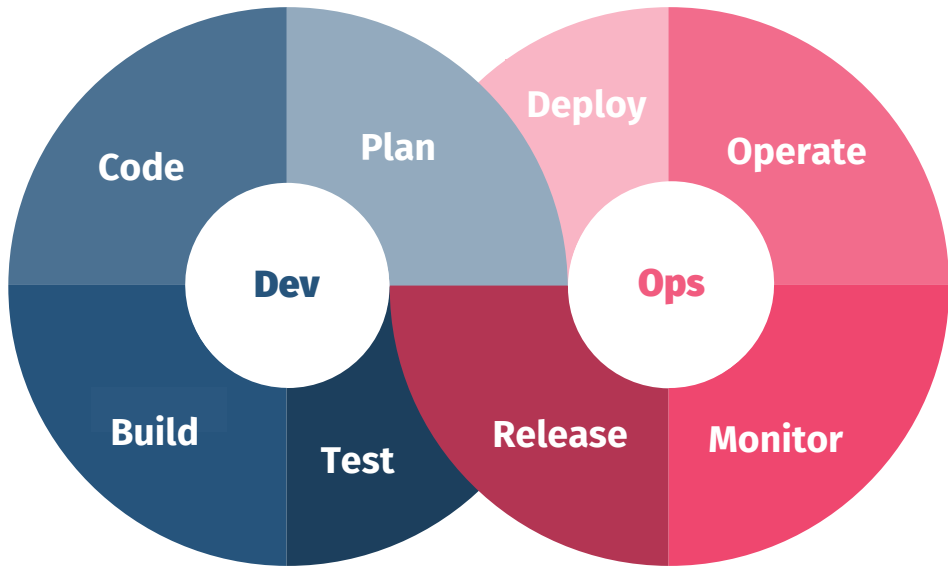 Deploy
Plan
Operate
Code
Dev
Ops
Build
Release
Monitor
Test